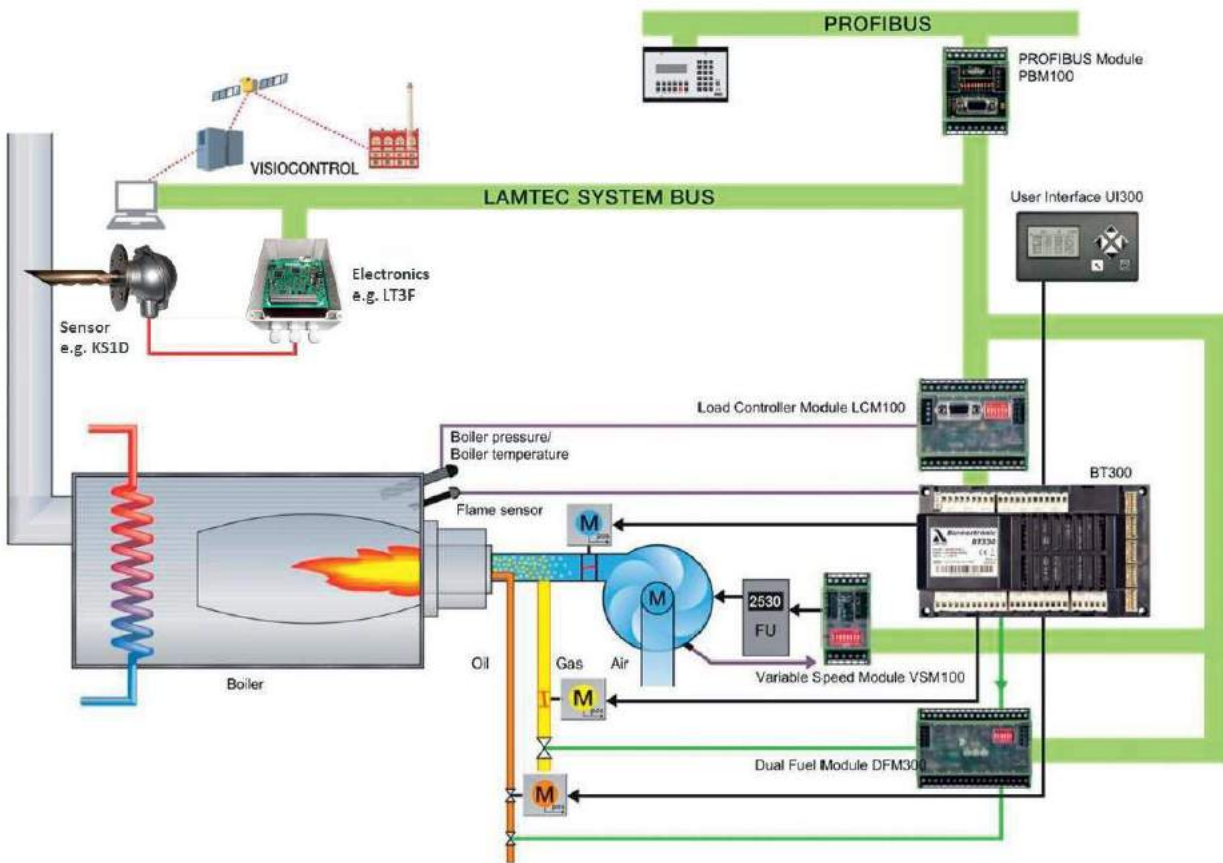 PROFIBUS
PROFIBUS Module
PBM100
VISIOCONTROL
LAMTEC SYSTEM BUS
User Interface UI300
Electronics
e.g. LT3F
Sensor
e.g. KS1D
Load Controller Module LCM100
Boiler pressure/
Boiler temperature
BT300
Flame sensor
M
Burnertronic
BT330
M
2530
FU
Oil
Gas
Air
Boiler
Variable Speed Module VSM100
M
Dual Fuel Module DFM300
M